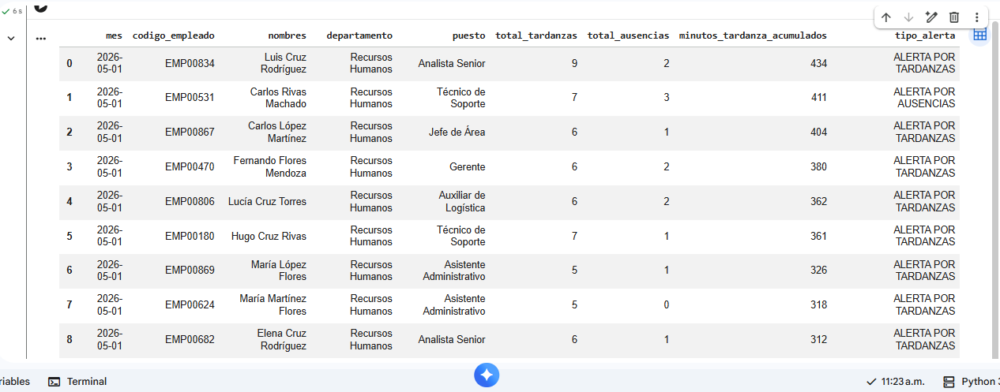 6 s
mes codigo_empleado nombres departamento puesto total_tardanzas total_ausencias minutos_tardanza_acumulados tipo_alerta
0 2026-05-01 EMP00834 Luis Cruz Rodríguez Recursos Humanos Analista Senior 9 2 434 ALERTA POR TARDANZAS
1 2026-05-01 EMP00531 Carlos Rivas Machado Recursos Humanos Técnico de Soporte 7 3 411 ALERTA POR AUSENCIAS
2 2026-05-01 EMP00867 Carlos López Martínez Recursos Humanos Jefe de Área 6 1 404 ALERTA POR TARDANZAS
3 2026-05-01 EMP00470 Fernando Flores Mendoza Recursos Humanos Gerente 6 2 380 ALERTA POR TARDANZAS
4 2026-05-01 EMP00806 Lucía Cruz Torres Recursos Humanos Auxiliar de Logística 6 2 362 ALERTA POR TARDANZAS
5 2026-05-01 EMP00180 Hugo Cruz Rivas Recursos Humanos Técnico de Soporte 7 1 361 ALERTA POR TARDANZAS
6 2026-05-01 EMP00869 María López Flores Recursos Humanos Asistente Administrativo 5 1 326 ALERTA POR TARDANZAS
7 2026-05-01 EMP00624 María Martínez Flores Recursos Humanos Asistente Administrativo 5 0 318 ALERTA POR TARDANZAS
8 2026-05-01 EMP00682 Elena Cruz Rodríguez Recursos Humanos Analista Senior 6 1 312 ALERTA POR TARDANZAS
riables Terminal 11:23 a.m. Python 3